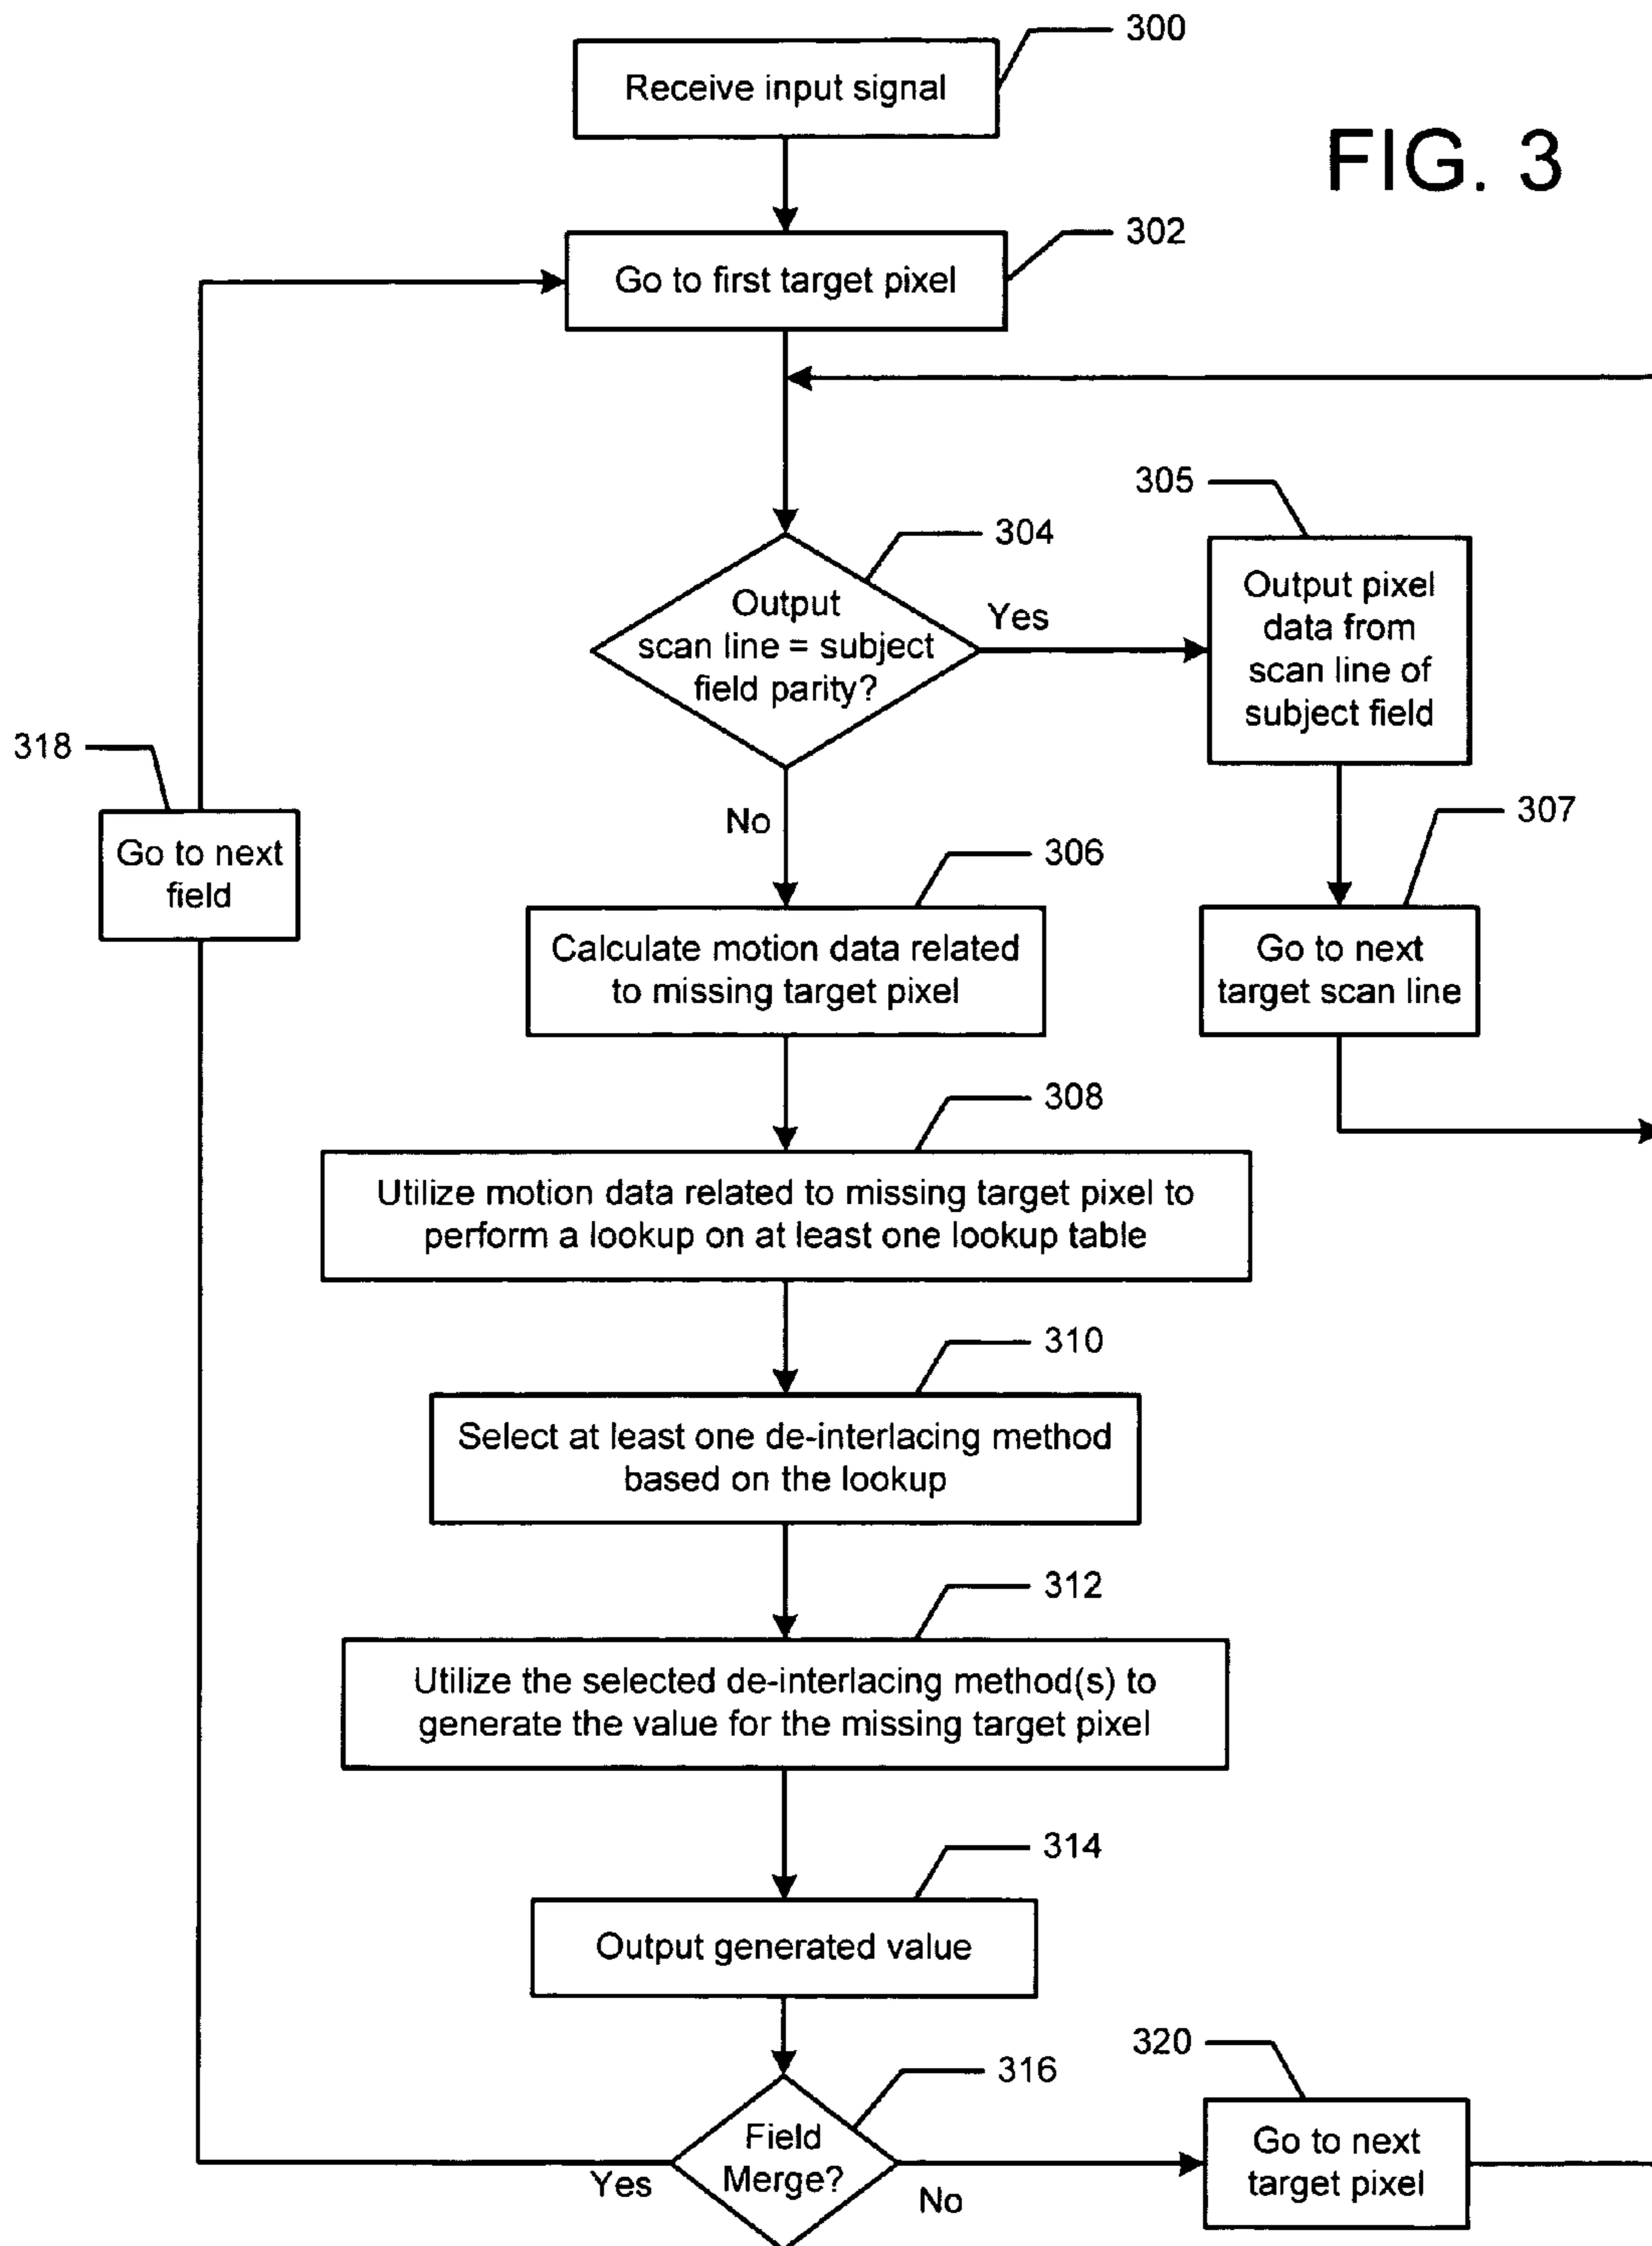 300
Receive input signal
FIG. 3
302
Go to first target pixel
304
Output
scan line = subject
field parity?
Yes
305
Output pixel
data from
scan line of
subject field
318
Go to next
field
No
306
Calculate motion data related
to missing target pixel
307
Go to next
target scan line
308
Utilize motion data related to missing target pixel to
perform a lookup on at least one lookup table
310
Select at least one de-interlacing method
based on the lookup
312
Utilize the selected de-interlacing method(s) to
generate the value for the missing target pixel
314
Output generated value
316
Field
Merge?
Yes
No
320
Go to next
target pixel